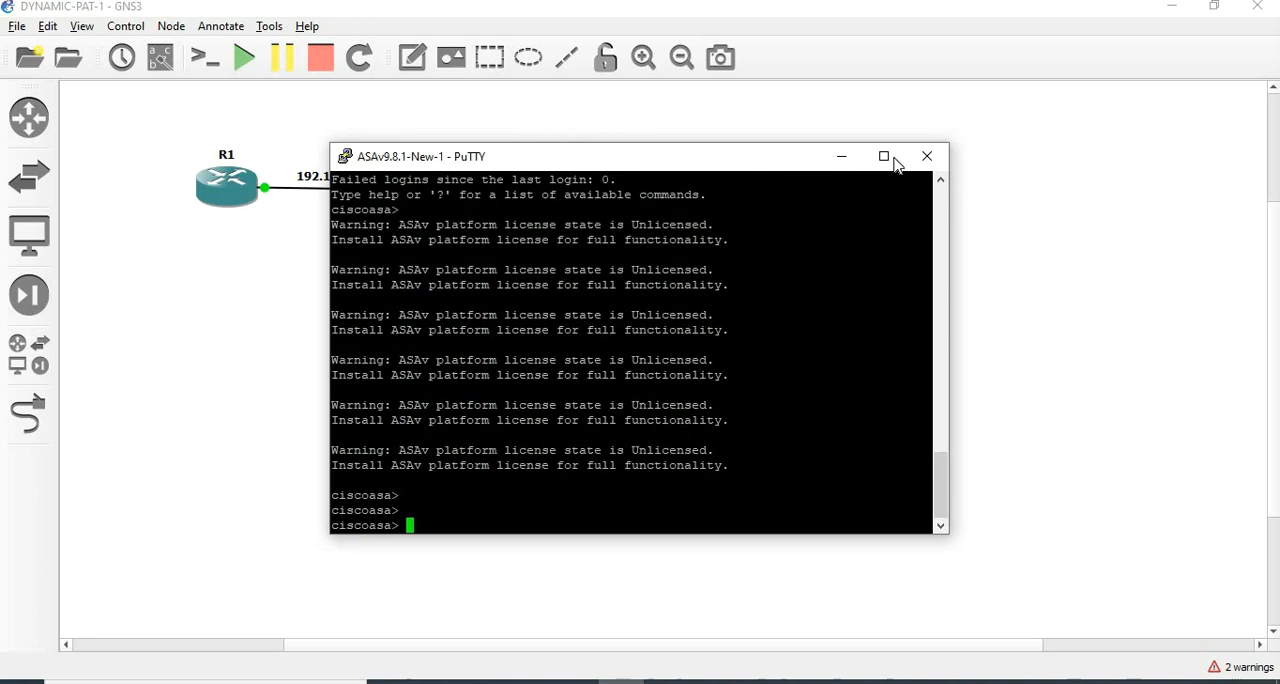 DYNAMIC-PAT-1 - GNS3
File Edit View Control Node Annotate Tools Help
R1
192.1
ASAv9.8.1-New-1 - PuTTY
Failed logins since the last login: 0.
Type help or '?' for a list of available commands.
ciscoasa>
Warning: ASAv platform license state is Unlicensed.
Install ASAv platform license for full functionality.
Warning: ASAv platform license state is Unlicensed.
Install ASAv platform license for full functionality.
Warning: ASAv platform license state is Unlicensed.
Install ASAv platform license for full functionality.
Warning: ASAv platform license state is Unlicensed.
Install ASAv platform license for full functionality.
Warning: ASAv platform license state is Unlicensed.
Install ASAv platform license for full functionality.
Warning: ASAv platform license state is Unlicensed.
Install ASAv platform license for full functionality.
ciscoasa>
ciscoasa>
ciscoasa>
2 warnings